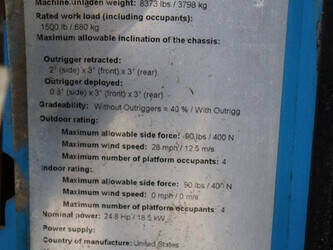 Machine unladen weight: 8373 lbs / 3798 kg
Rated work load (including occupants):
1500 lb / 680 kg
Maximum allowable inclination of the chassis:
Outrigger retracted:
2° (side) x 3° (front) x 3° (rear)
Outrigger deployed:
(side) x 3° (front) x 3° (rear)
Gradeability: Without Outriggers = 40 % / With Outrigg
Outdoor rating:
Maximum allowable side force: 90 lbs / 400 N
Maximum wind speed: 28 mph / 12.5 m/s
Maximum number of platform occupants: 4
Indoor rating:
Maximum allowable side force: 90 lbs / 400 N
Maximum wind speed: 0 mph / 0 m/s
Maximum number of platform occupants: 4
Nominal power: 24.8 Hp / 18.5 kW
Power supply:
Country of manufacture: United States